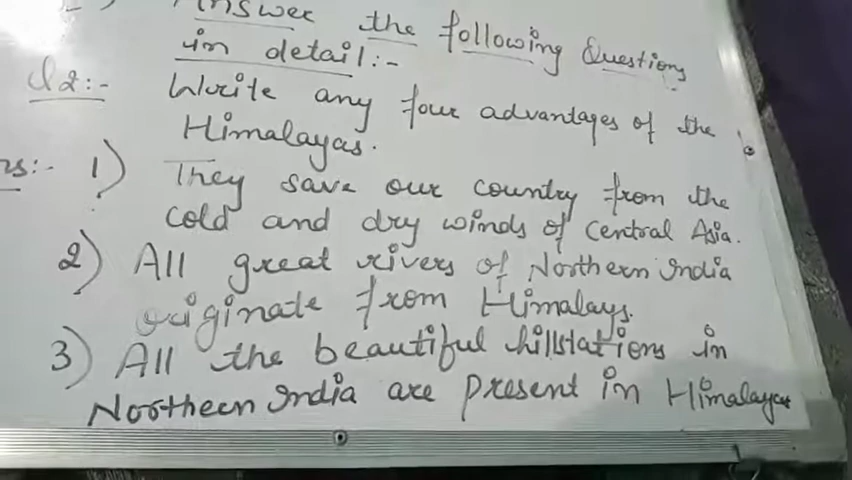 Answer the following Questions
in detail:-
Q2:- Write any four advantages of the
Himalayas.
ns:- 1) They save our country from the
cold and dry winds of Central Asia.
2) All great rivers of Northern India
originate from Himalays.
3) All the beautiful hillstations in
Northern India are present in Himalayas